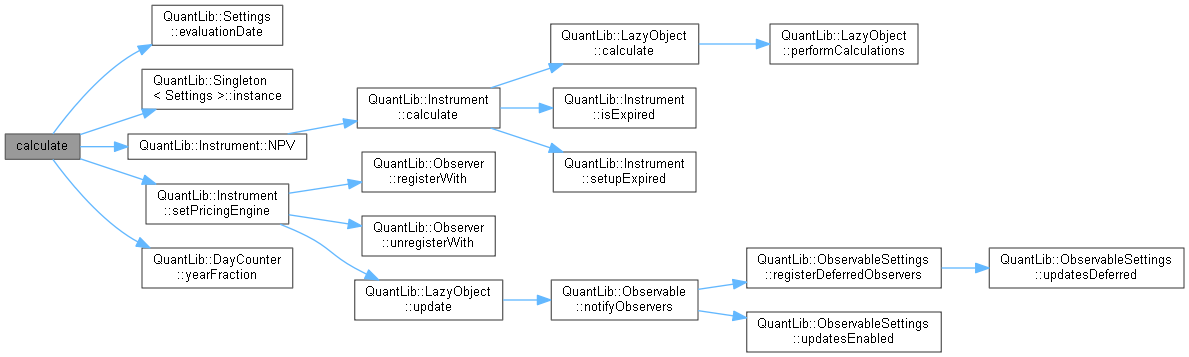 calculate
QuantLib::Settings
::evaluationDate
QuantLib::Singleton
< Settings >::instance
QuantLib::Instrument::NPV
QuantLib::Instrument
::setPricingEngine
QuantLib::DayCounter
::yearFraction
QuantLib::Instrument
::calculate
QuantLib::Observer
::registerWith
QuantLib::Observer
::unregisterWith
QuantLib::LazyObject
::update
QuantLib::LazyObject
::calculate
QuantLib::Instrument
::isExpired
QuantLib::Instrument
::setupExpired
QuantLib::Observable
::notifyObservers
QuantLib::LazyObject
::performCalculations
QuantLib::ObservableSettings
::registerDeferredObservers
QuantLib::ObservableSettings
::updatesEnabled
QuantLib::ObservableSettings
::updatesDeferred